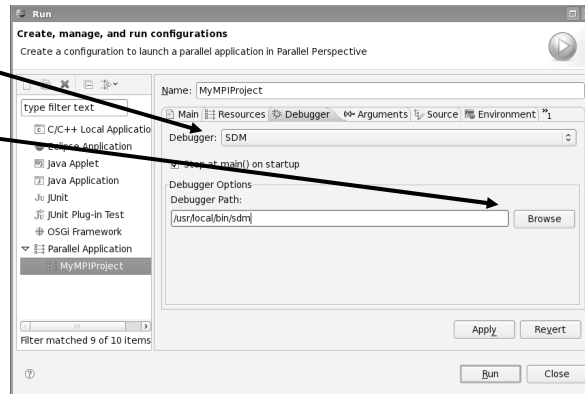 Run
Create, manage, and run configurations
Create a configuration to launch a parallel application in Parallel Perspective
Name: MyMPIProject
type filter text
Main Resources Debugger Arguments Source Environment »1
C/C++ Local Applicatio
Eclipse Application
Java Applet
Java Application
JUnit
JUnit Plug-in Test
OSGi Framework
Parallel Application
MyMPIProject
Filter matched 9 of 10 items
Debugger: SDM
Stop at main() on startup
Debugger Options
Debugger Path:
/usr/local/bin/sdm
Browse
Apply Revert
Run Close